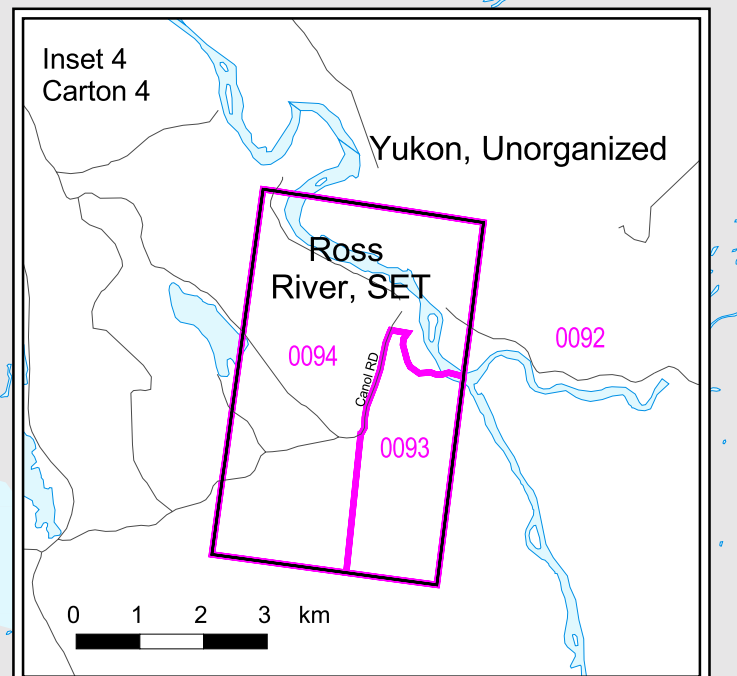 Inset 4
Carton 4
Yukon, Unorganized
Ross
River, SET
0092
0094
Canol RD
0093
0 1 2 3 km